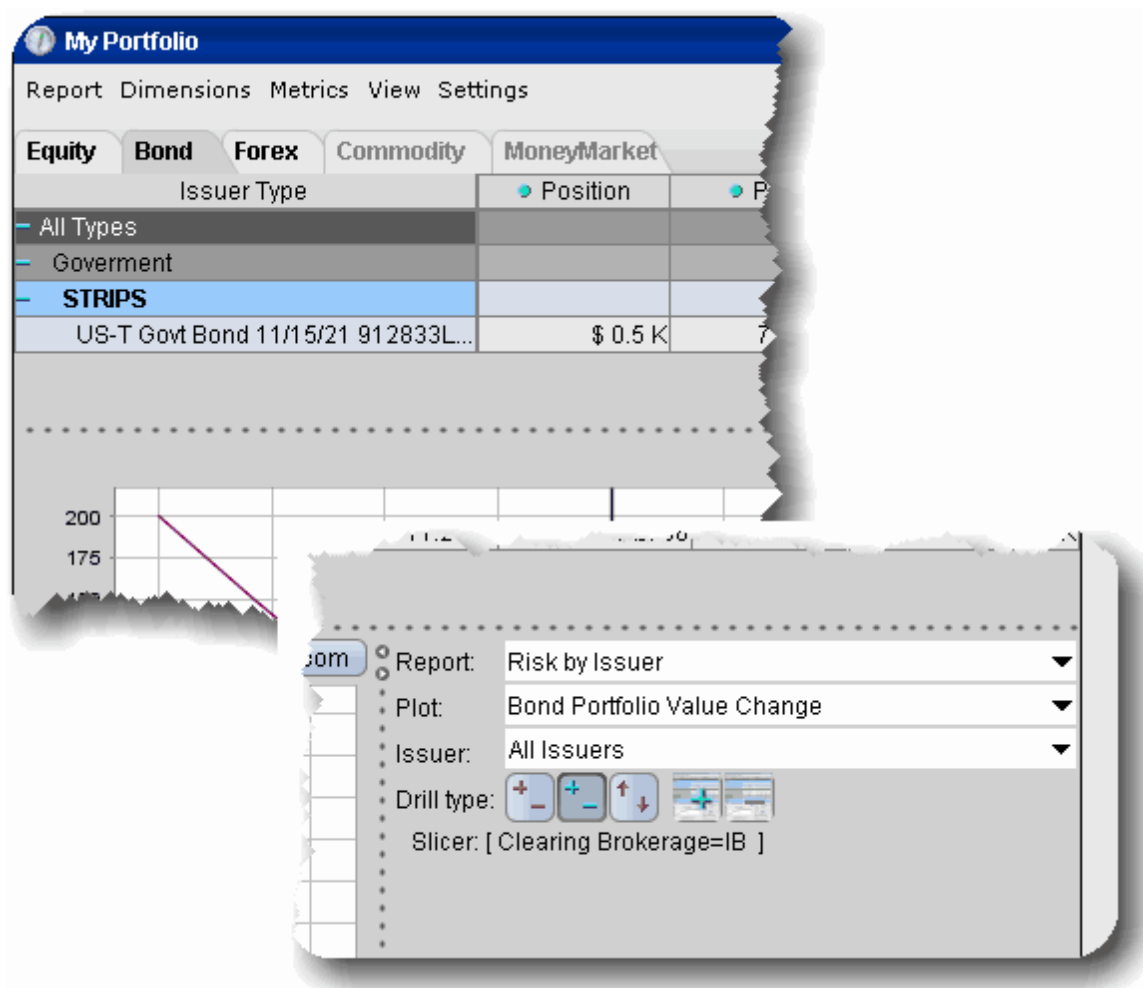 My Portfolio
Report Dimensions Metrics View Settings
Equity Bond Forex Commodity MoneyMarket
Issuer Type Position P
All Types
Goverment
STRIPS
US-T Govt Bond 11/15/21 912833L... $ 0.5 K 7
200
175
Report: Risk by Issuer
Plot: Bond Portfolio Value Change
Issuer: All Issuers
Drill type:
Slicer: [ Clearing Brokerage=IB ]